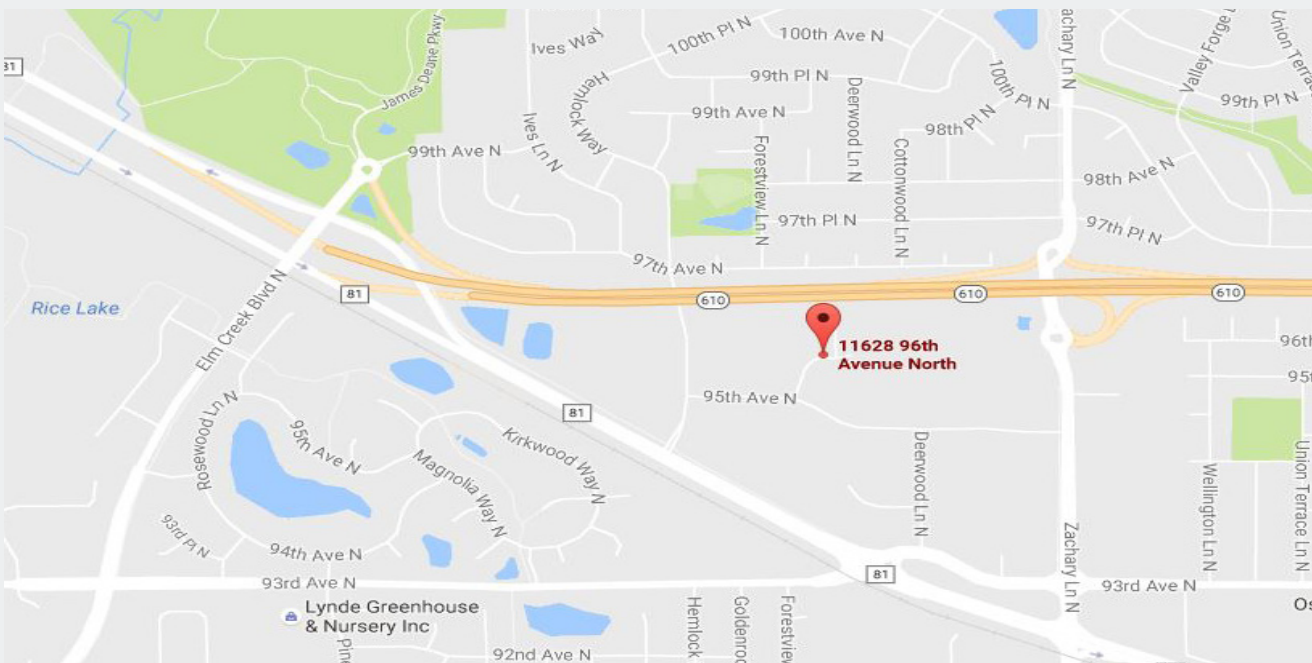 Ives Way
100th Pl N
100th Ave N
81
James Deane Pkwy
Hemlock Way
99th Pl N
Deerwood Ln N
100th Pl N
Zachary Ln N
Valley Forge
Union Terrace
99th Pl N
99th Ave N
Ives Ln N
99th Ave N
Forestview Ln N
98th Pl N
Cottonwood Ln N
98th Ave N
97th Pl N
97th Pl N
97th Ave N
Elm Creek Blvd N
81
610
610
610
Rice Lake
11628 96th
Avenue North
96th
95th Ave N
95t
81
Rosewood Ln N
95th Ave N
Kirkwood Way N
Magnolia Way N
Deerwood Ln N
Wellington Ln N
Union Terrace Ln N
93rd Pl N
94th Ave N
Zachary Ln N
93rd Ave N
81
93rd Ave N
Lynde Greenhouse
& Nursery Inc
Hemlock
Goldenroc
Forestview
Os
Pine
92nd Ave N